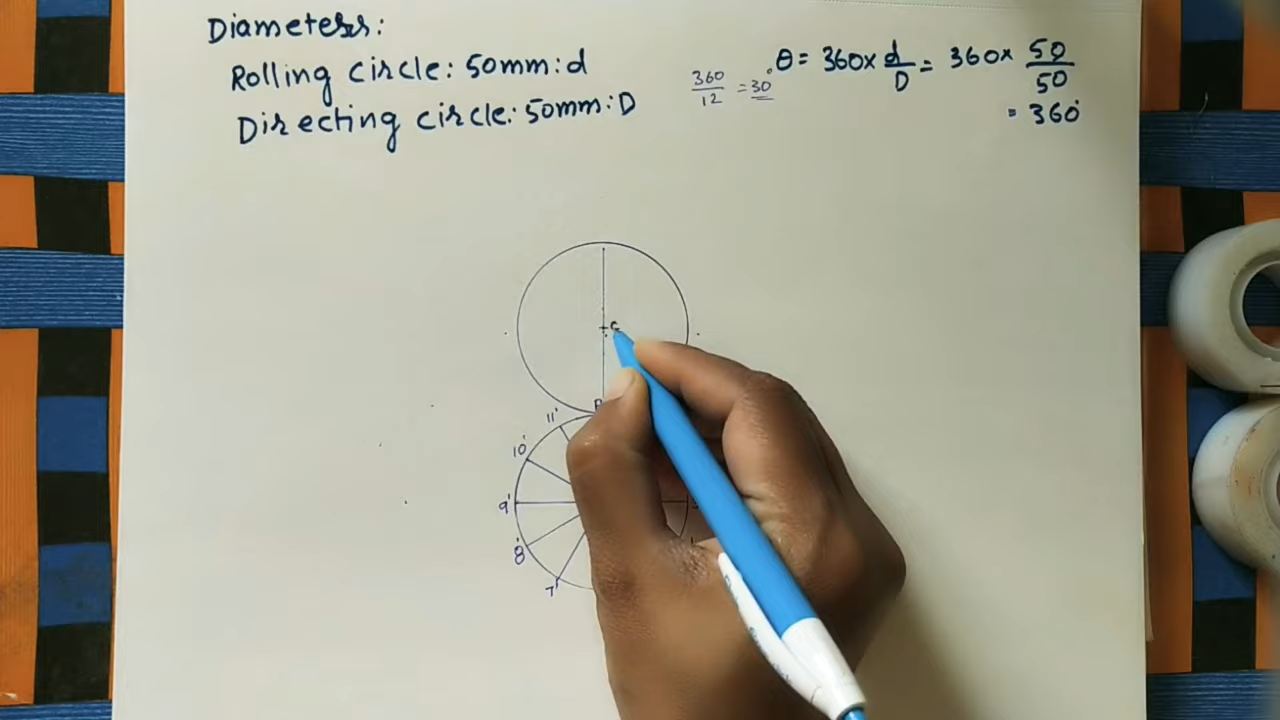 Diameters:
Rolling circle: 50mm: d
Directing circle: 50mm: D
360/12 = 30°
θ = 360 × d/D = 360 × 50/50
= 360°
C
P
11'
10'
9'
8'
7'